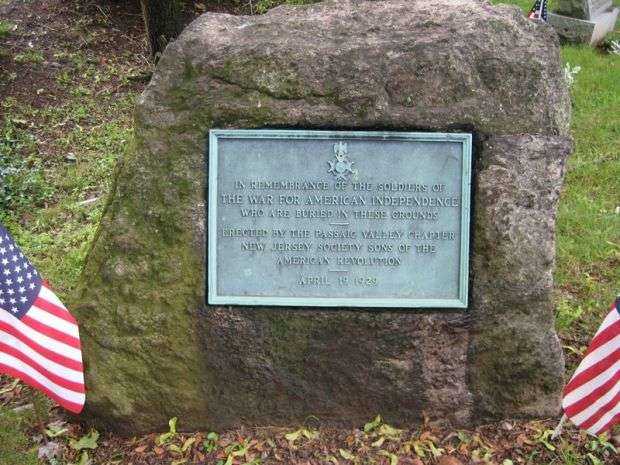 IN REMEMBRANCE OF THE SOLDIERS OF
THE WAR FOR AMERICAN INDEPENDENCE
WHO ARE BURIED IN THESE GROUNDS
ERECTED BY THE PASSAIC VALLEY CHAPTER
NEW JERSEY SOCIETY SONS OF THE
AMERICAN REVOLUTION
APRIL 19 1929